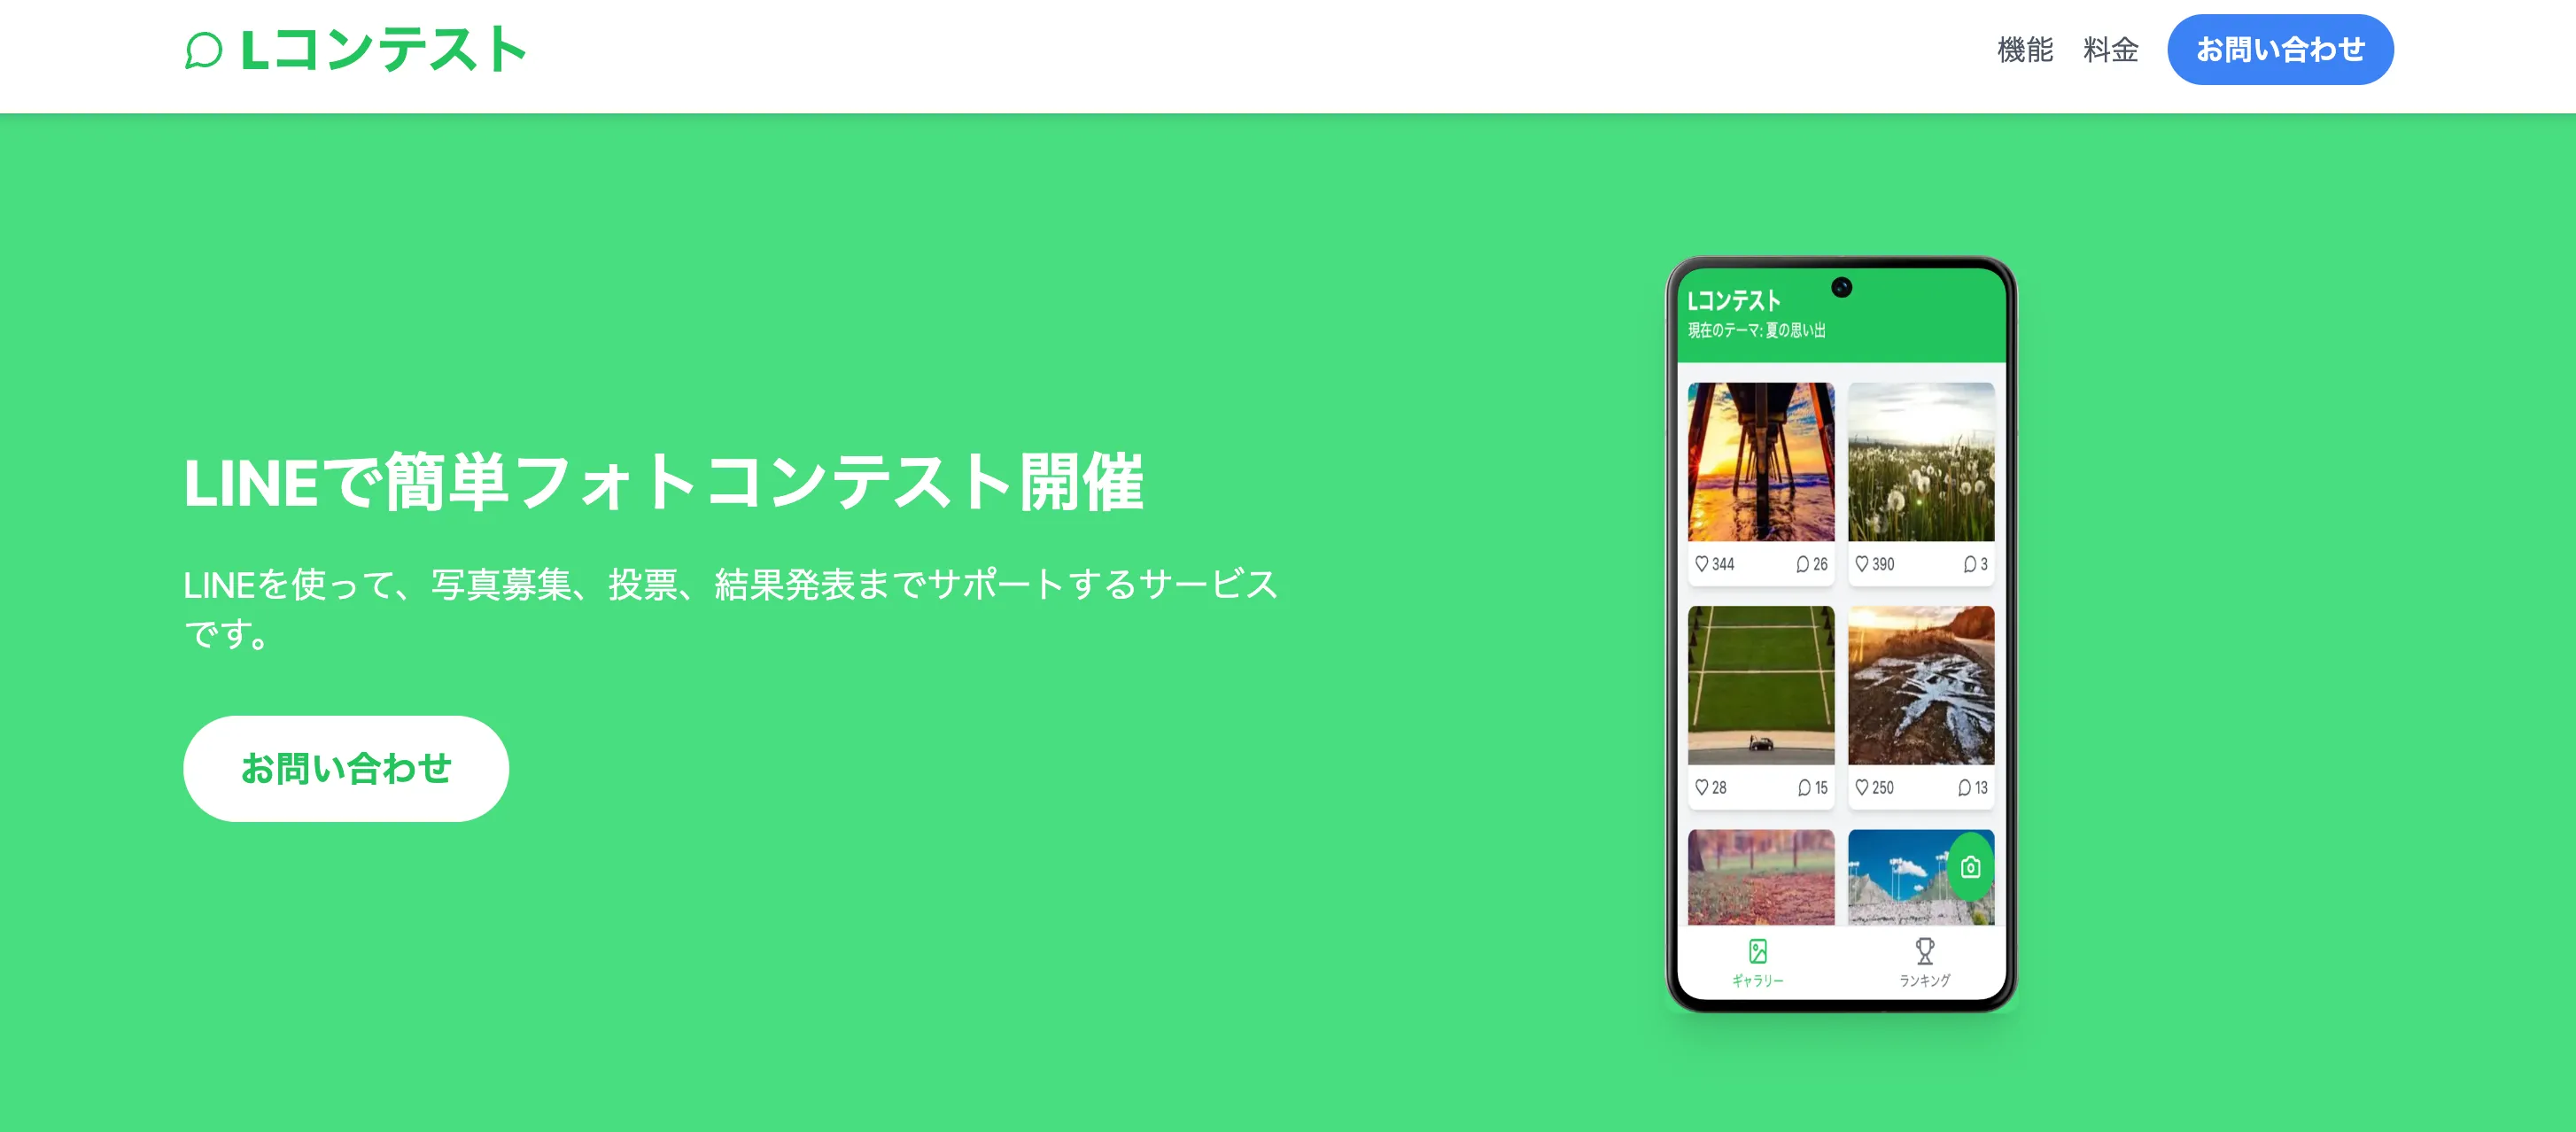 Lコンテスト
機能
料金
お問い合わせ
LINEで簡単フォトコンテスト開催
LINEを使って、写真募集、投票、結果発表までサポートするサービス
です。
お問い合わせ
Lコンテスト
現在のテーマ: 夏の思い出
344 26
390 3
28 15
250 13
ギャラリー
ランキング